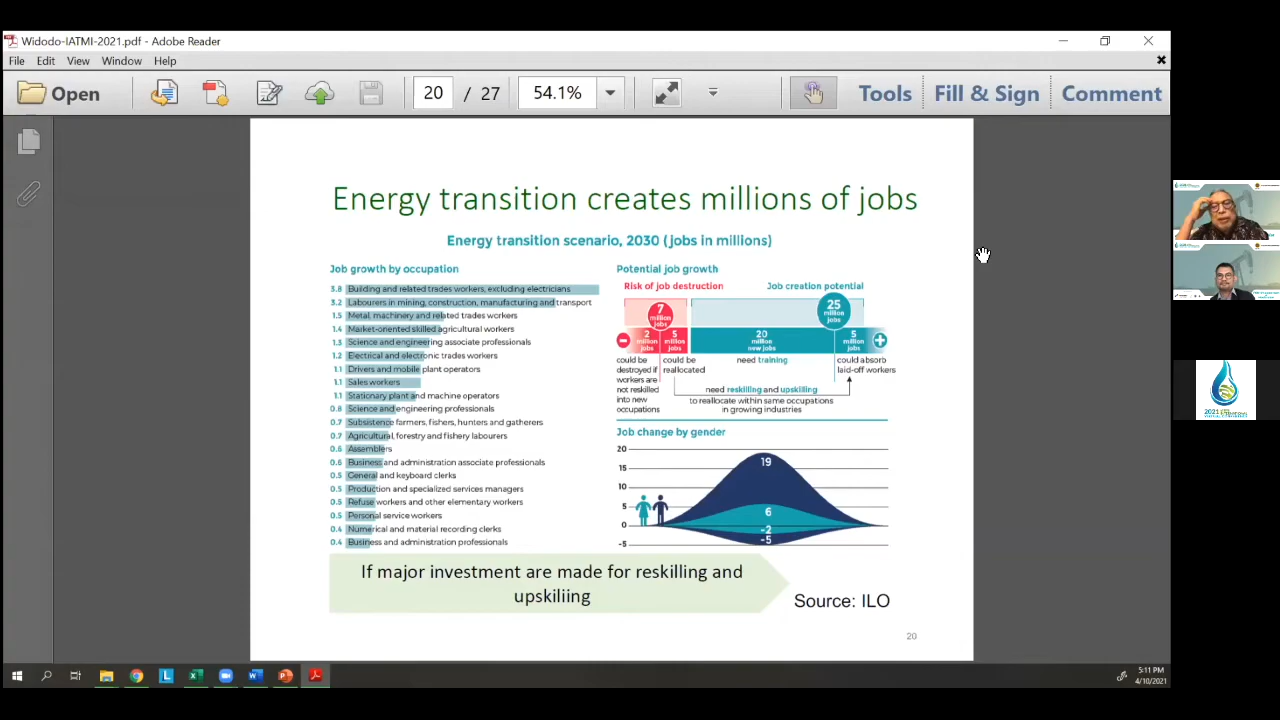 Widodo-IATMI-2021.pdf - Adobe Reader
File Edit View Window Help
Open
20 / 27
54.1%
Tools
Fill & Sign
Comment
Energy transition creates millions of jobs
Energy transition scenario, 2030 (jobs in millions)
Job growth by occupation
3.8 Building and related trades workers, excluding electricians
3.2 Labourers in mining, construction, manufacturing and transport
1.5 Metal, machinery and related trades workers
1.4 Market-oriented skilled agricultural workers
1.3 Science and engineering associate professionals
1.2 Electrical and electronic trades workers
1.1 Drivers and mobile plant operators
1.1 Sales workers
1.1 Stationary plant and machine operators
0.8 Science and engineering professionals
0.7 Subsistence farmers, fishers, hunters and gatherers
0.7 Agricultural, forestry and fishery labourers
0.6 Assemblers
0.6 Business and administration associate professionals
0.5 General and keyboard clerks
0.5 Production and specialized services managers
0.5 Refuse workers and other elementary workers
0.5 Personal service workers
0.4 Numerical and material recording clerks
0.4 Business and administration professionals
Potential job growth
Risk of job destruction
Job creation potential
7
million
jobs
25
million
jobs
2
million
jobs
5
million
jobs
20
million
new jobs
5
million
jobs
could be
destroyed if
workers are
not reskilled
into new
occupations
could be
reallocated
need training
could absorb
laid-off workers
need reskilling and upskilling
to reallocate within same occupations
in growing industries
Job change by gender
20
15
10
5
0
-5
19
6
-2
-5
If major investment are made for reskilling and
upskiliing
Source: ILO
20
5:11 PM
4/10/2021